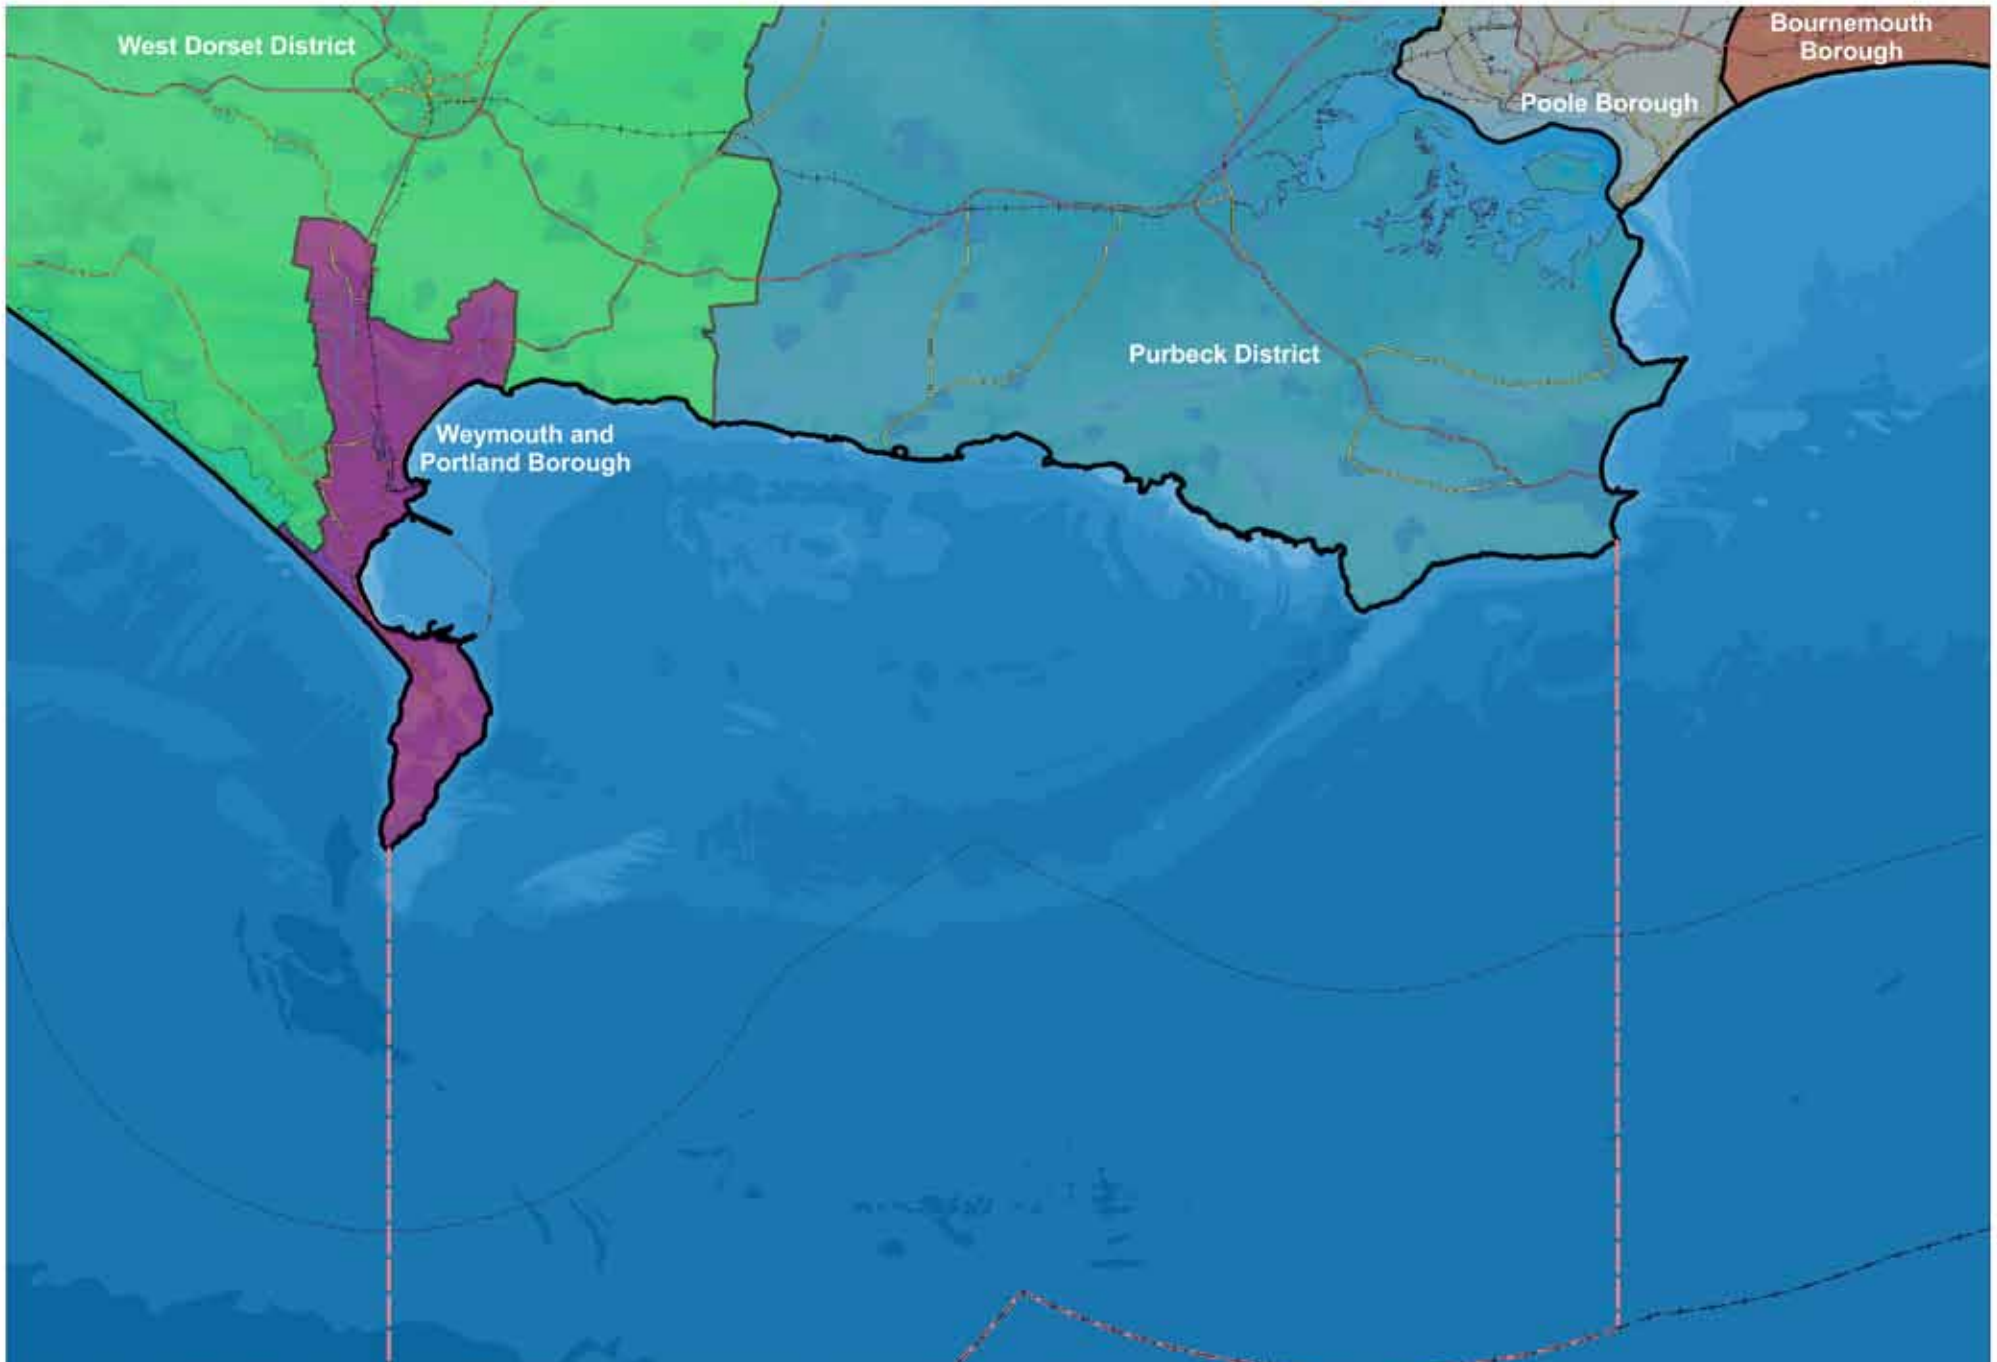 West Dorset District
Bournemouth
Borough
Poole Borough
Purbeck District
Weymouth and
Portland Borough